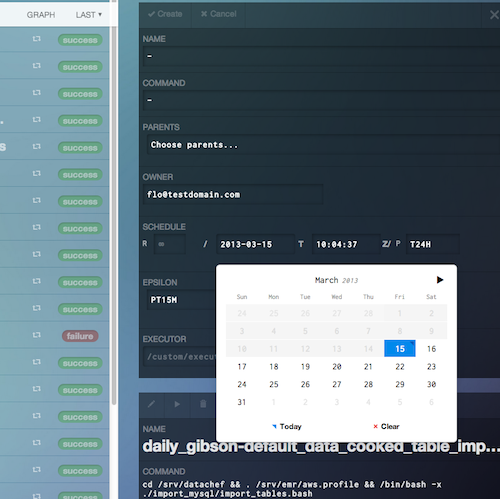 GRAPH LAST ▾
success
success
success
success
s success
success
success
success
success
success
success
failure
success
success
success
success
success
success
✔ Create ✖ Cancel
NAME
–
COMMAND
–
PARENTS
Choose parents...
OWNER
flo@testdomain.com
SCHEDULE
R ∞ / 2013-03-15 T 10:04:37 Z/ P T24H
EPSILON
PT15M
EXECUTOR
/custom/execu
March 2013 ▶
Sun Mon Tue Wed Thu Fri Sat
24 25 26 27 28 1 2
3 4 5 6 7 8 9
10 11 12 13 14 15 16
17 18 19 20 21 22 23
24 25 26 27 28 29 30
31 1 2 3 4 5 6
Today × Clear
NAME
daily_gibson-default_data_cooked_table_imp...
COMMAND
cd /srv/datachef && . /srv/emr/aws.profile && /bin/bash -x
./import_mysql/import_tables.bash